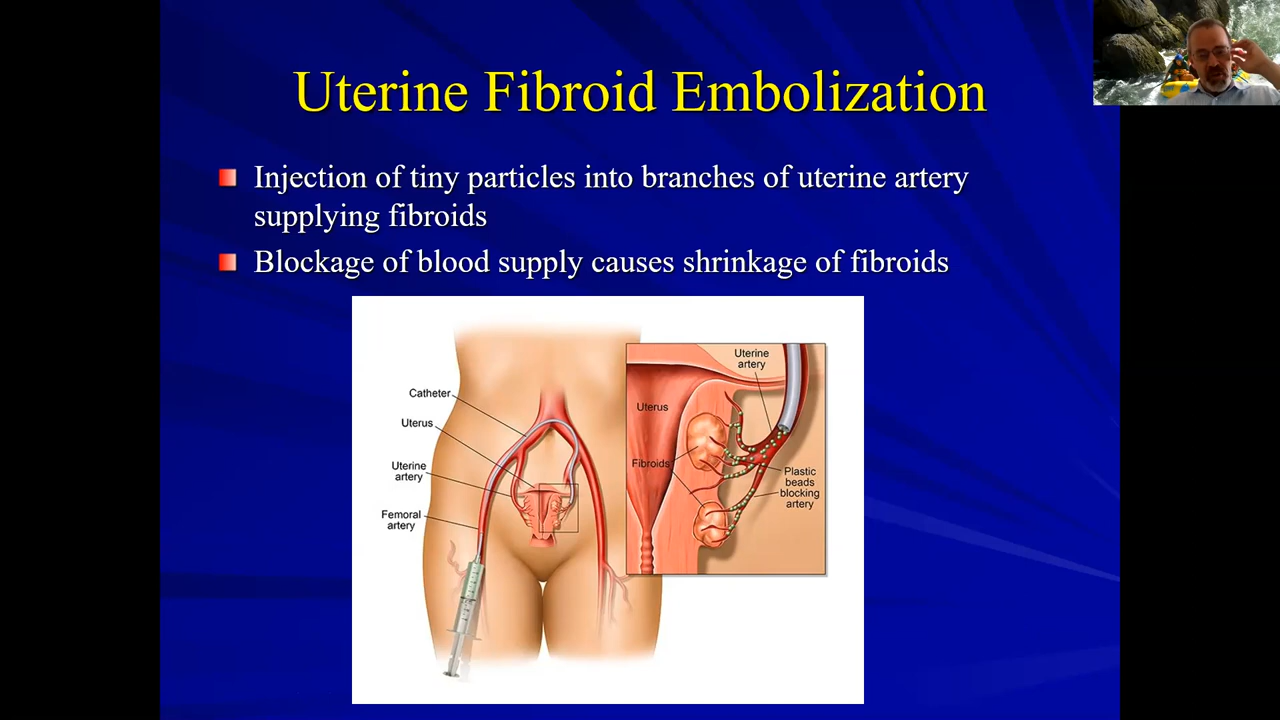 Uterine Fibroid Embolization
Injection of tiny particles into branches of uterine artery
supplying fibroids
Blockage of blood supply causes shrinkage of fibroids
Catheter
Uterus
Uterine
artery
Femoral
artery
Uterine
artery
Uterus
Fibroids
Plastic
beads
blocking
artery